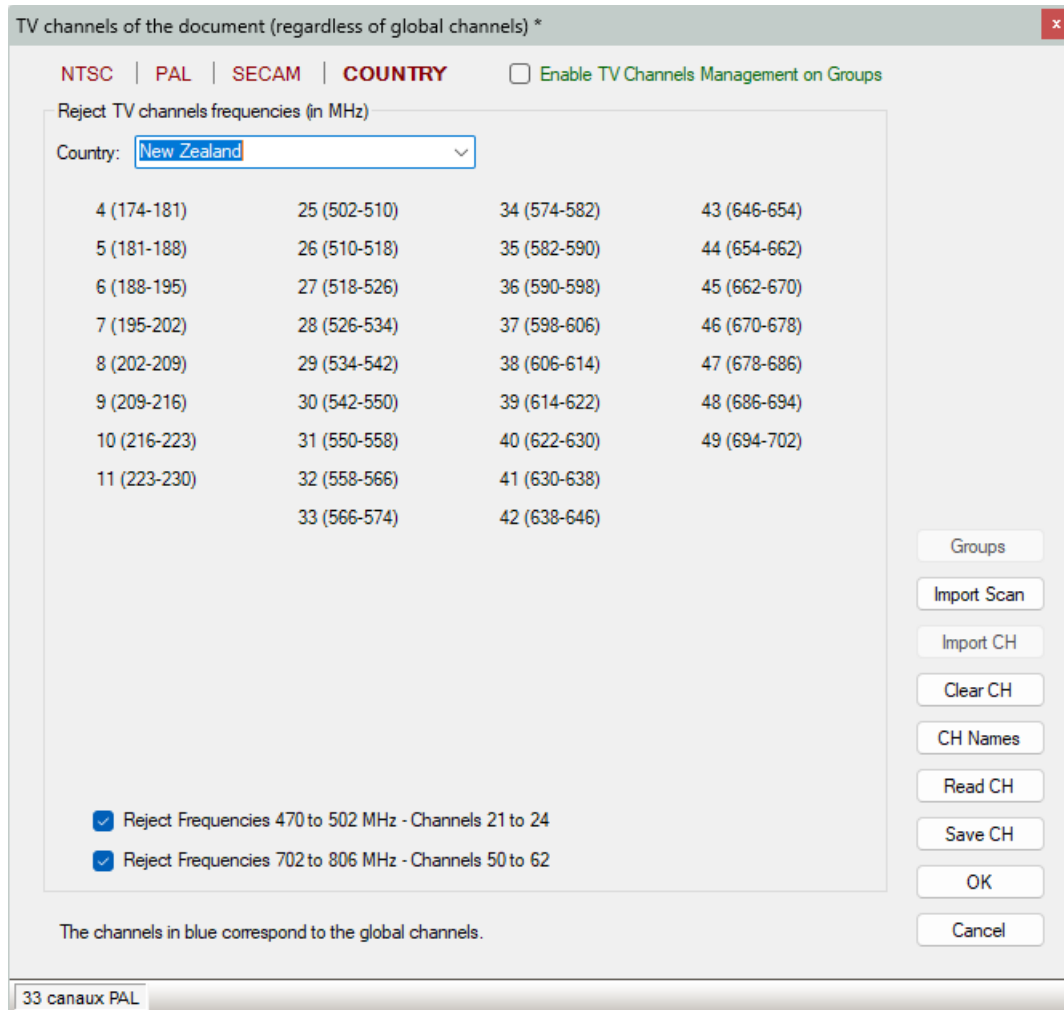 TV channels of the document (regardless of global channels) *
x
NTSC | PAL | SECAM | COUNTRY
Enable TV Channels Management on Groups
Reject TV channels frequencies (in MHz)
Country: New Zealand
4 (174-181) 25 (502-510) 34 (574-582) 43 (646-654)
5 (181-188) 26 (510-518) 35 (582-590) 44 (654-662)
6 (188-195) 27 (518-526) 36 (590-598) 45 (662-670)
7 (195-202) 28 (526-534) 37 (598-606) 46 (670-678)
8 (202-209) 29 (534-542) 38 (606-614) 47 (678-686)
9 (209-216) 30 (542-550) 39 (614-622) 48 (686-694)
10 (216-223) 31 (550-558) 40 (622-630) 49 (694-702)
11 (223-230) 32 (558-566) 41 (630-638)
33 (566-574) 42 (638-646)
Groups
Import Scan
Import CH
Clear CH
CH Names
Read CH
Save CH
OK
Cancel
Reject Frequencies 470 to 502 MHz - Channels 21 to 24
Reject Frequencies 702 to 806 MHz - Channels 50 to 62
The channels in blue correspond to the global channels.
33 canaux PAL